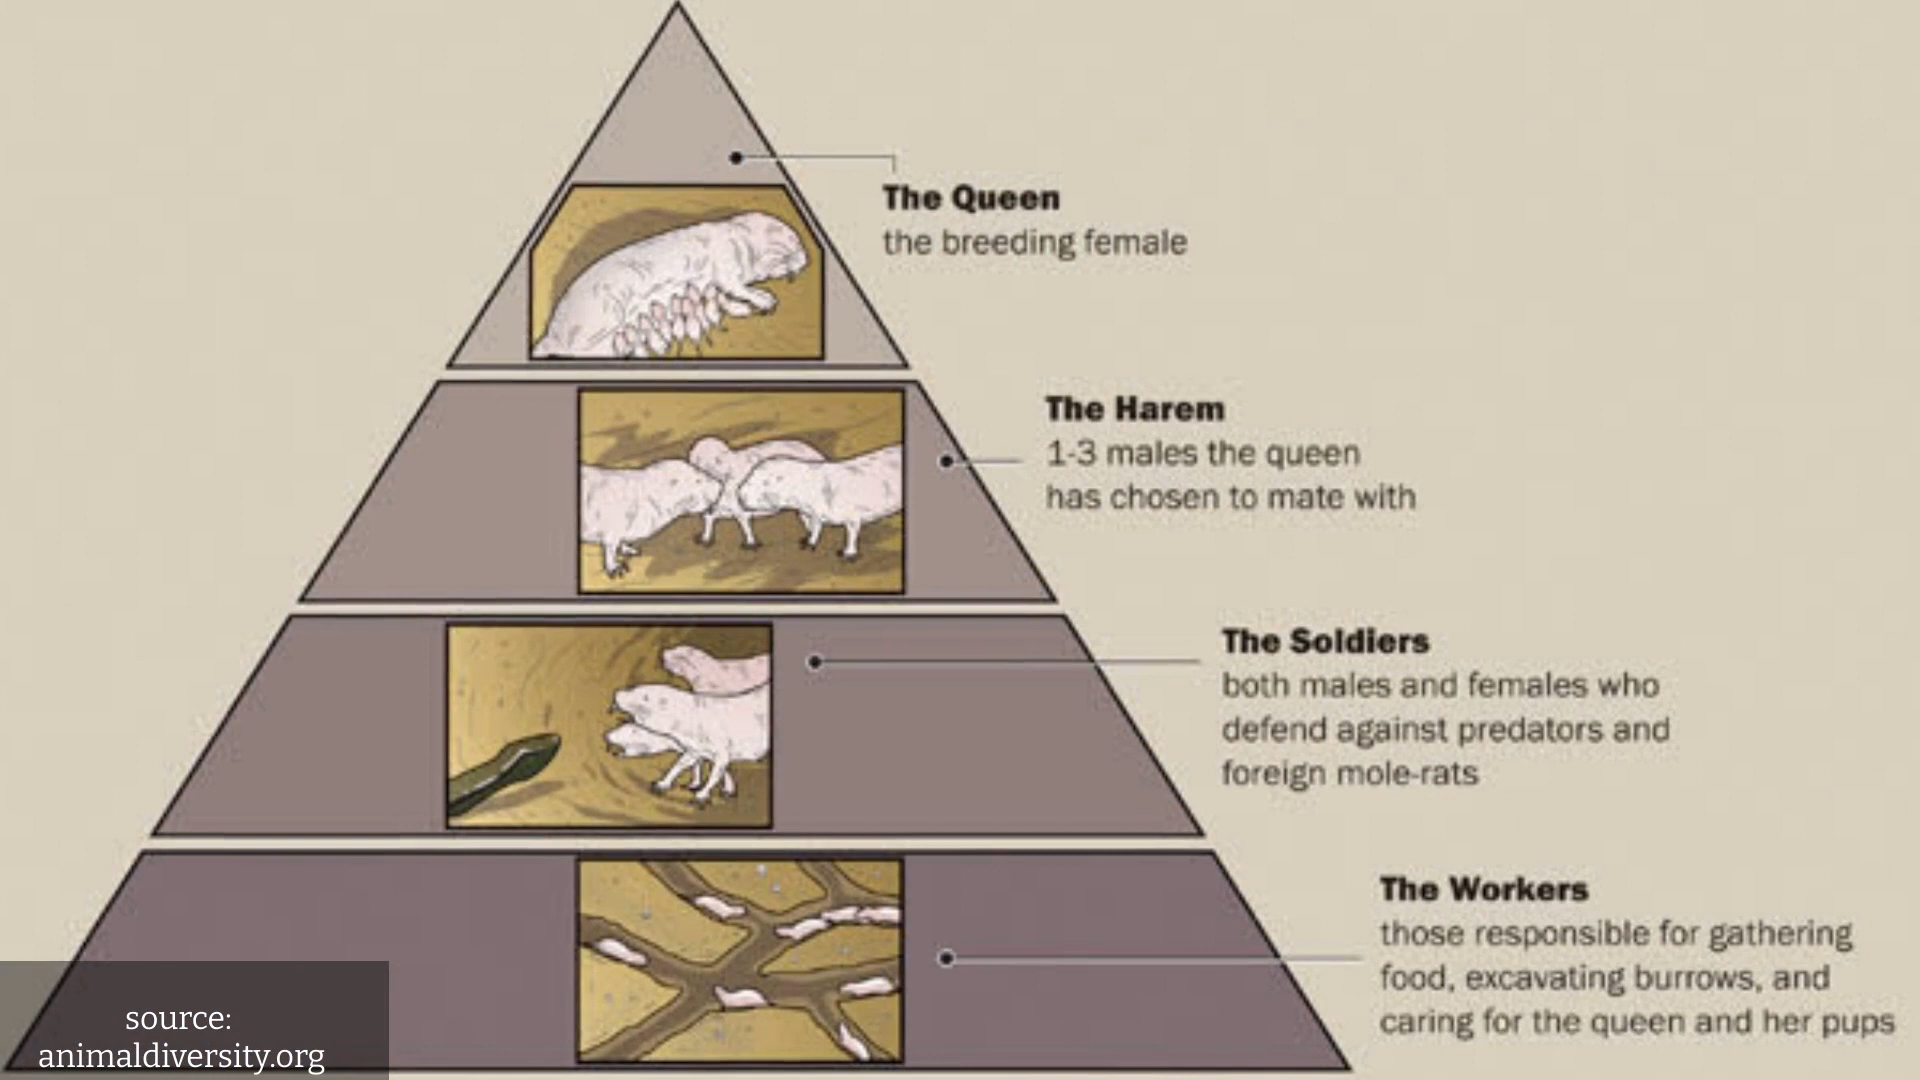 The Queen
the breeding female
The Harem
1-3 males the queen
has chosen to mate with
The Soldiers
both males and females who
defend against predators and
foreign mole-rats
The Workers
those responsible for gathering
food, excavating burrows, and
caring for the queen and her pups
source:
animaldiversity.org